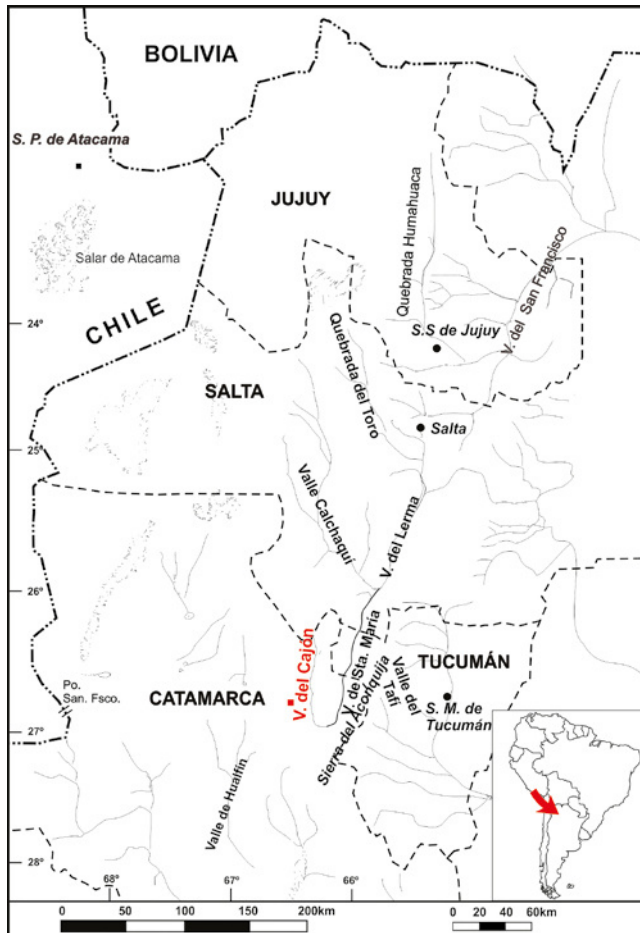 BOLIVIA
S. P. de Atacama
JUJUY
Quebrada Humahuaca
V. del San Francisco
Salar de Atacama
CHILE
24°
S.S de Jujuy
Quebrada del Toro
SALTA
Salta
25°
Valle Calchaqui
V. del Lerma
26°
V. del Cajón
V. de Sta. María
Sierra del Aconquija
Valle del
Tafí
TUCUMÁN
Po.
San. Fsco.
CATAMARCA
S. M. de
Tucumán
27°
Valle de Hualfín
28°
68°
67°
66°
0
50
100
150
200km
0
20
40
60km